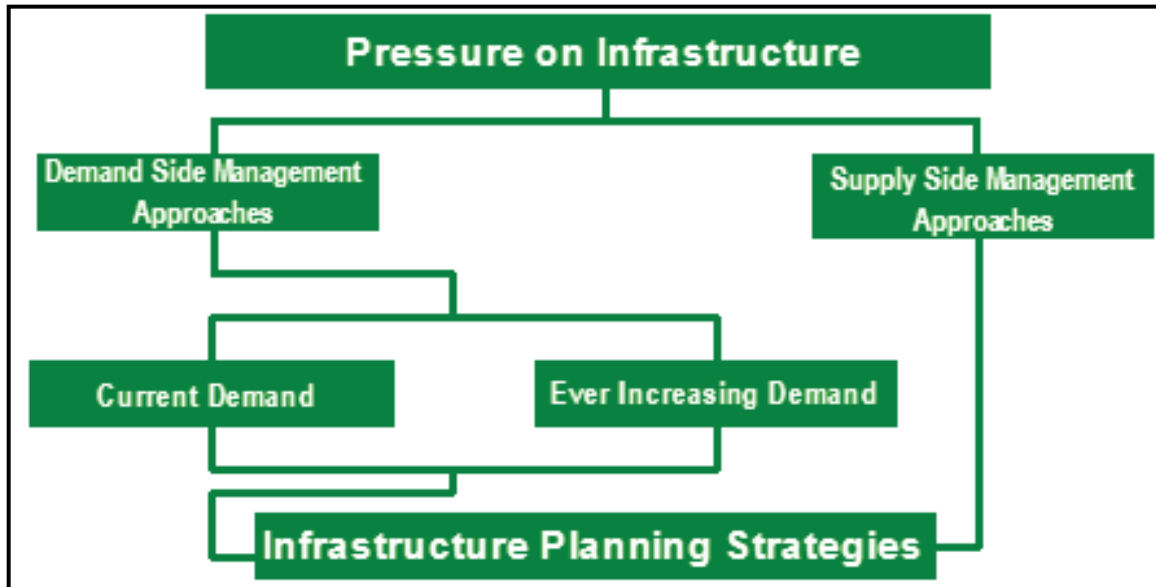 Pressure on Infrastructure
Demand Side Management
Approaches
Supply Side Management
Approaches
Current Demand
Ever Increasing Demand
Infrastructure Planning Strategies